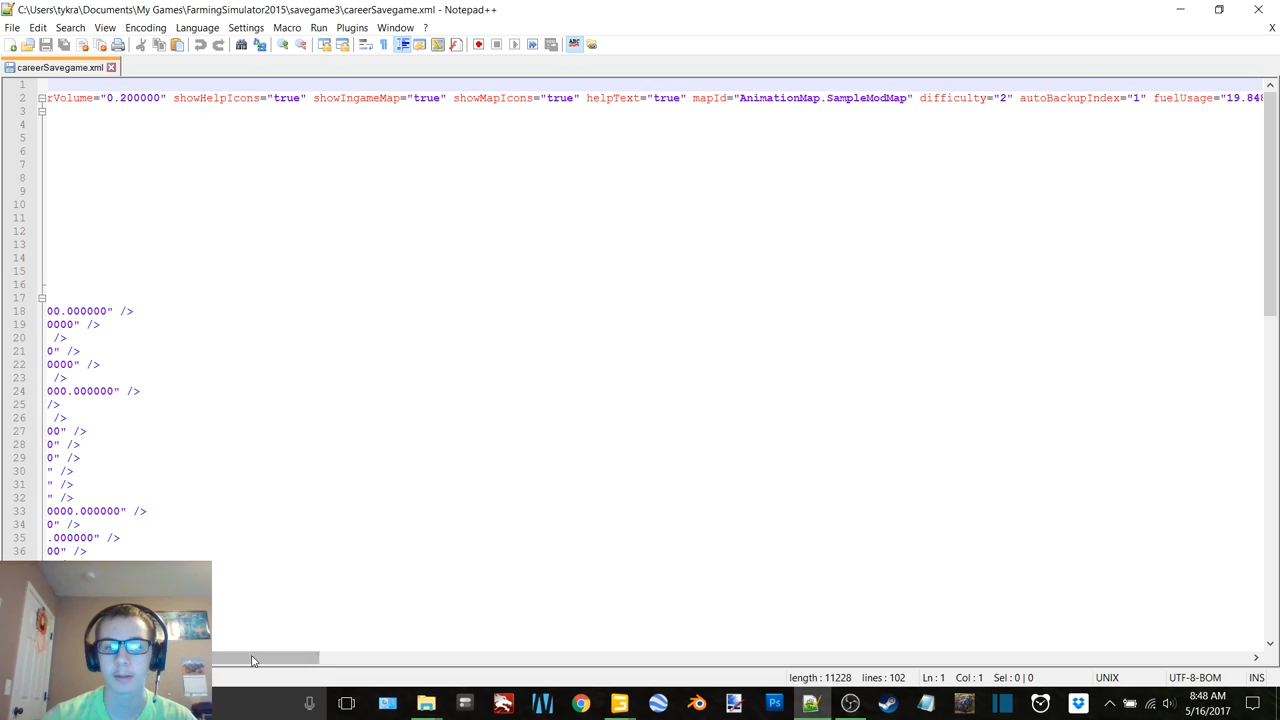 C:\Users\tykra\Documents\My Games\FarmingSimulator2015\savegame3\careerSavegame.xml - Notepad++
File Edit Search View Encoding Language Settings Macro Run Plugins Window ? X
careerSavegame.xml
1
2 rVolume="0.200000" showHelpIcons="true" showIngameMap="true" showMapIcons="true" helpText="true" mapId="AnimationMap.SampleModMap" difficulty="2" autoBackupIndex="1" fuelUsage="19.848
3
4
5
6
7
8
9
10
11
12
13
14
15
16
17
18 00.000000" />
19 0000" />
20 />
21 0" />
22 0000" />
23 />
24 000.000000" />
25 />
26 />
27 00" />
28 0" />
29 0" />
30 " />
31 " />
32 " />
33 0000.000000" />
34 0" />
35 .000000" />
36 00" />
length : 11228 lines : 102 Ln : 1 Col : 1 Sel : 0 | 0 UNIX UTF-8-BOM INS
8:48 AM
5/16/2017